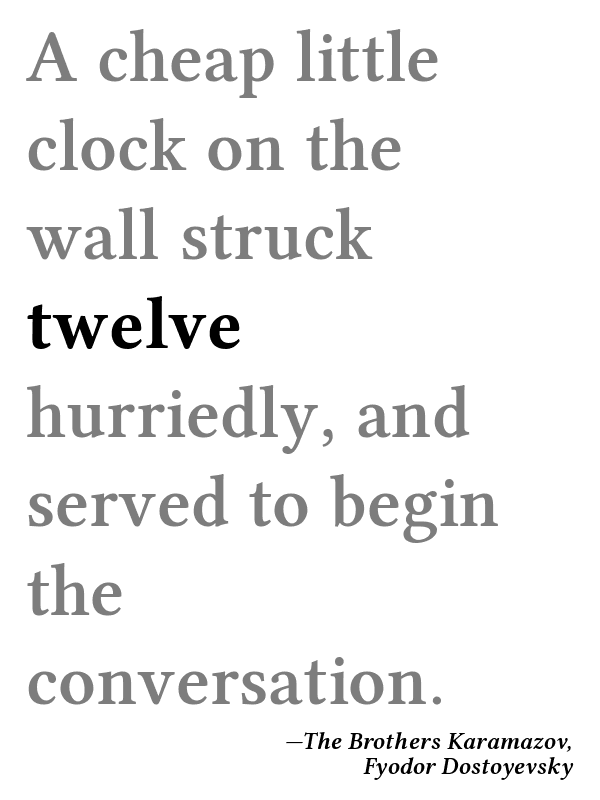 A cheap little
clock on the
wall struck
twelve
hurriedly, and
served to begin
the
conversation.
—The Brothers Karamazov,
Fyodor Dostoyevsky